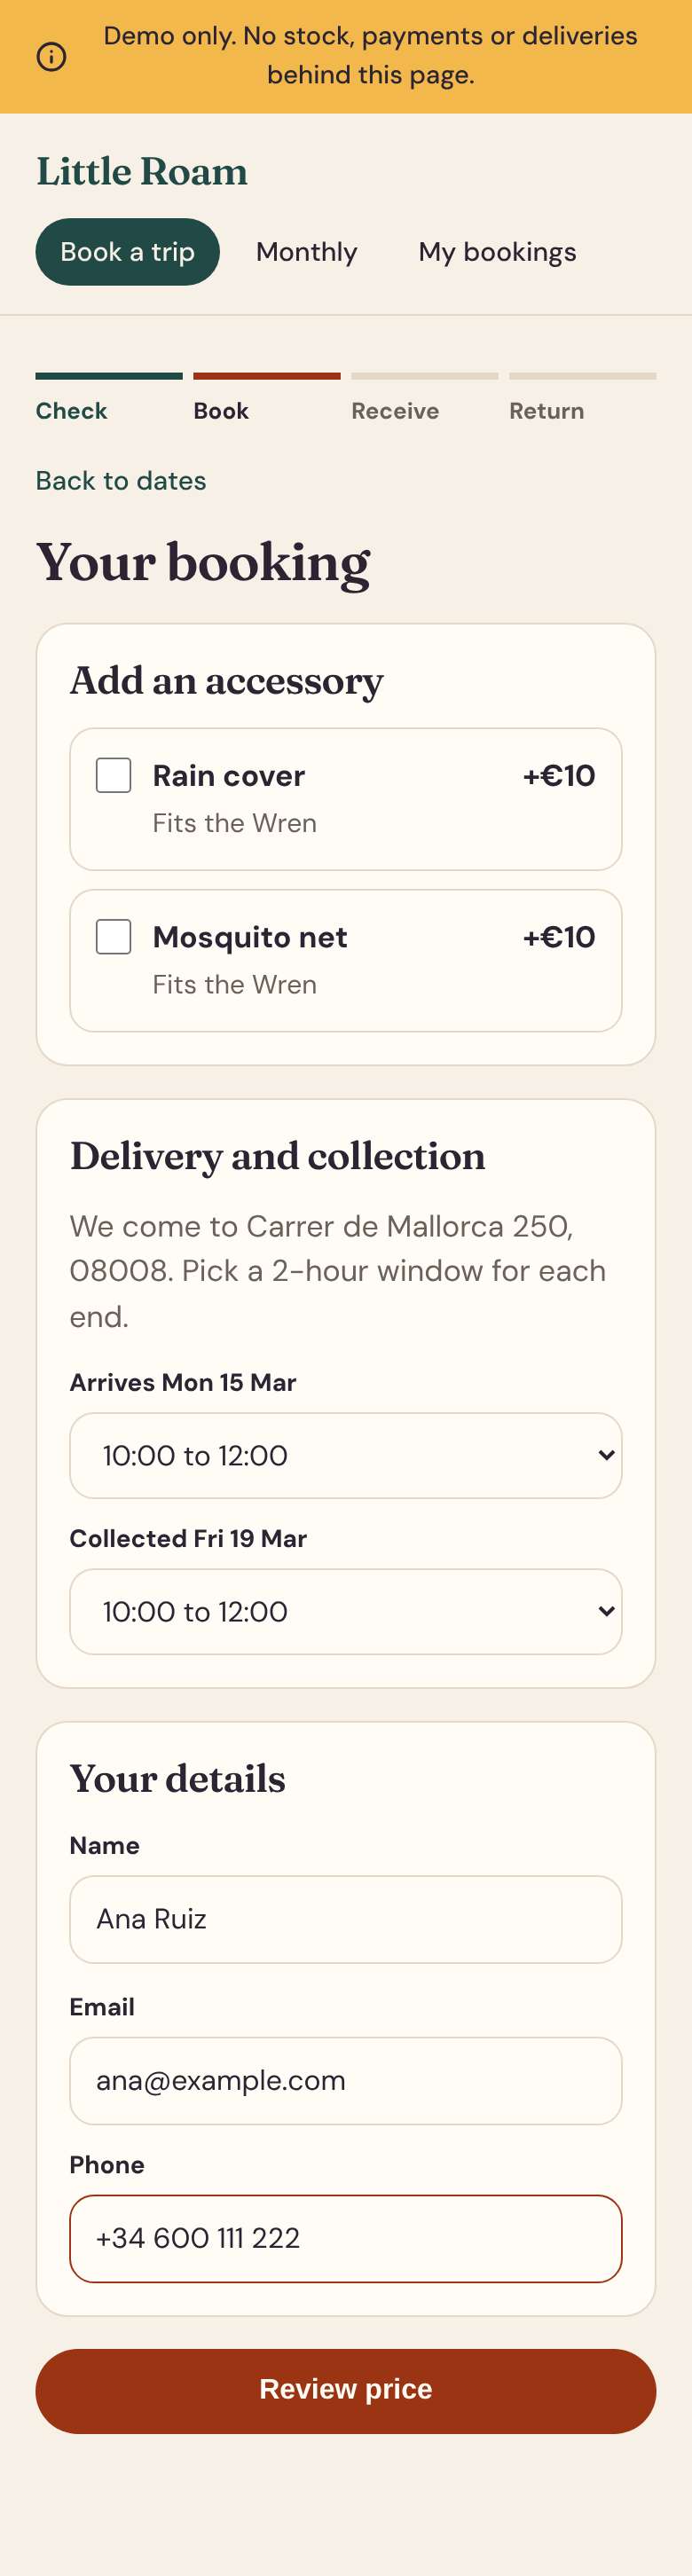 Demo only. No stock, payments or deliveries
behind this page.
Little Roam
Book a trip Monthly My bookings
Check Book Receive Return
Back to dates
Your booking
Add an accessory
Rain cover +€10
Fits the Wren
Mosquito net +€10
Fits the Wren
Delivery and collection
We come to Carrer de Mallorca 250,
08008. Pick a 2-hour window for each
end.
Arrives Mon 15 Mar
10:00 to 12:00
Collected Fri 19 Mar
10:00 to 12:00
Your details
Name
Ana Ruiz
Email
ana@example.com
Phone
+34 600 111 222
Review price